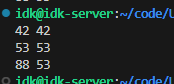 idk@idk-server:~/code/U
42 42
53 53
88 53
idk@idk-server:~/code/U